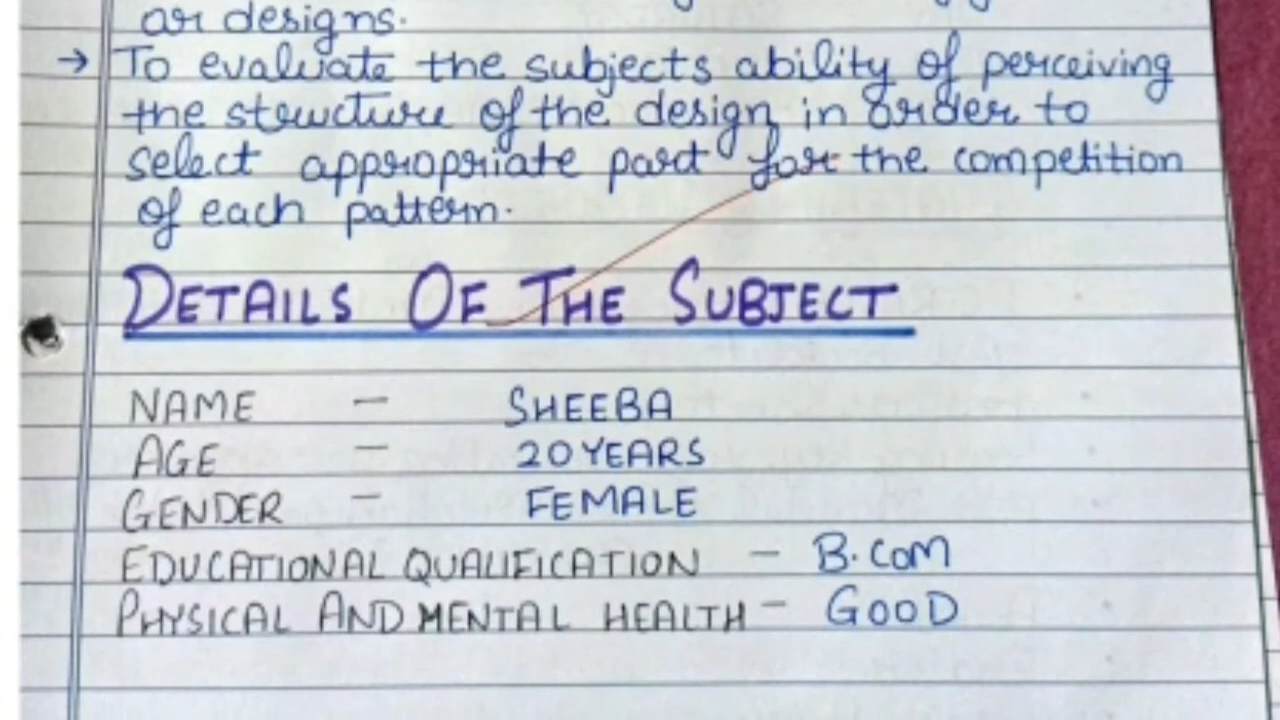 or designs.
→ To evaluate the subjects ability of perceiving
the structure of the design in order to
select appropriate part for the competition
of each pattern.
DETAILS OF THE SUBJECT
NAME - SHEEBA
AGE - 20 YEARS
GENDER - FEMALE
EDUCATIONAL QUALIFICATION - B.COM
PHYSICAL AND MENTAL HEALTH - GOOD